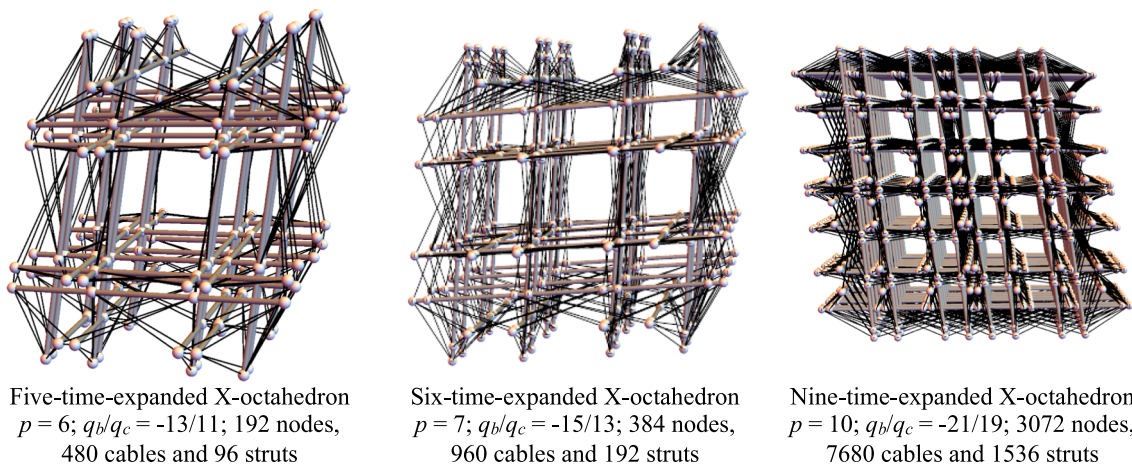 Five-time-expanded X-octahedron
p = 6; qb/qc = -13/11; 192 nodes,
480 cables and 96 struts
Six-time-expanded X-octahedron
p = 7; qb/qc = -15/13; 384 nodes,
960 cables and 192 struts
Nine-time-expanded X-octahedron
p = 10; qb/qc = -21/19; 3072 nodes,
7680 cables and 1536 struts